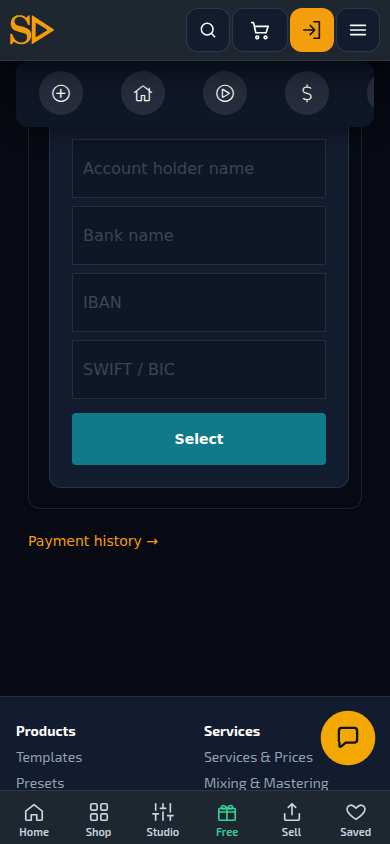 SD
Account holder name
Bank name
IBAN
SWIFT / BIC
Select
Payment history →
Products
Services
Templates
Services & Prices
Presets
Mixing & Mastering
Home
Shop
Studio
Free
Sell
Saved